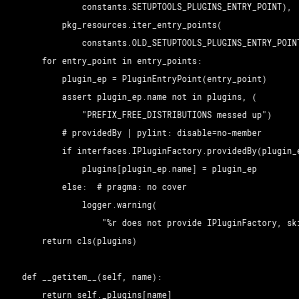 constants.SETUPTOOLS_PLUGINS_ENTRY_POINT),
pkg_resources.iter_entry_points(
constants.OLD_SETUPTOOLS_PLUGINS_ENTRY_POINT
for entry_point in entry_points:
plugin_ep = PluginEntryPoint(entry_point)
assert plugin_ep.name not in plugins, (
"PREFIX_FREE_DISTRIBUTIONS messed up")
# providedBy | pylint: disable=no-member
if interfaces.IPluginFactory.providedBy(plugin_e
plugins[plugin_ep.name] = plugin_ep
else:  # pragma: no cover
logger.warning(
"%r does not provide IPluginFactory, ski
return cls(plugins)
def __getitem__(self, name):
return self._plugins[name]